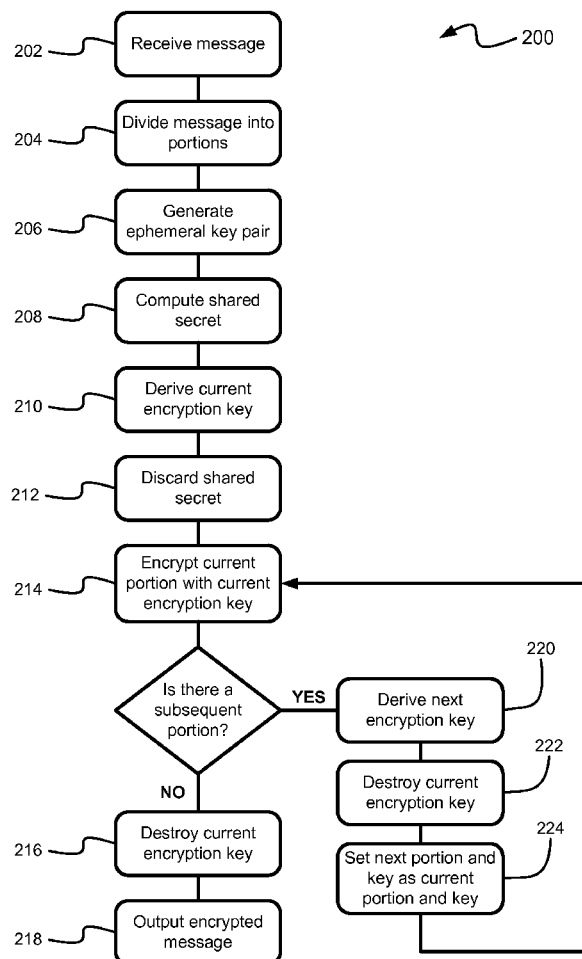 200
202
Receive message
204
Divide message into
portions
206
Generate
ephemeral key pair
208
Compute shared
secret
210
Derive current
encryption key
212
Discard shared
secret
214
Encrypt current
portion with current
encryption key
Is there a
subsequent
portion?
YES
NO
220
Derive next
encryption key
222
Destroy current
encryption key
224
Set next portion and
key as current
portion and key
216
Destroy current
encryption key
218
Output encrypted
message